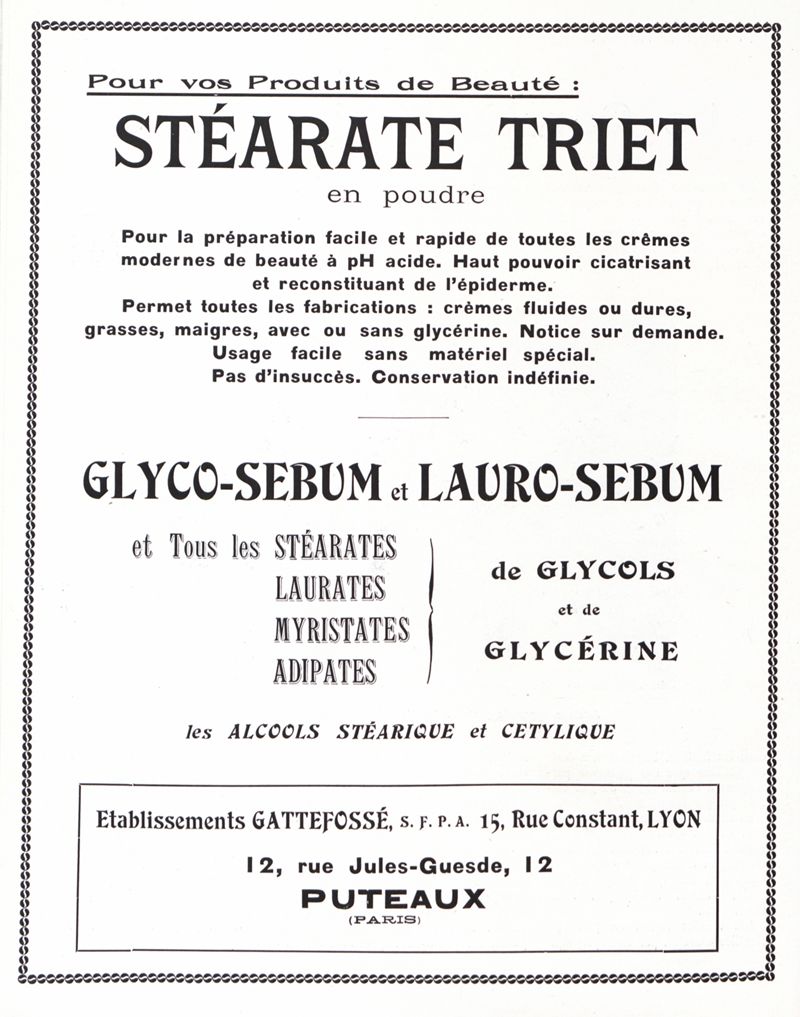 Pour vos Produits de Beauté :
STÉARATE TRIET
en poudre
Pour la préparation facile et rapide de toutes les crêmes
modernes de beauté à pH acide. Haut pouvoir cicatrisant
et reconstituant de l'épiderme.
Permet toutes les fabrications : crèmes fluides ou dures,
grasses, maigres, avec ou sans glycérine. Notice sur demande.
Usage facile sans matériel spécial.
Pas d'insuccès. Conservation indéfinie.
GLYCO-SEBUM et LAURO-SEBUM
et Tous les STÉARATES
LAURATES
MYRISTATES
ADIPATES
de GLYCOLS
et de
GLYCÉRINE
les ALCOOLS STÉARIQUE et CETYLIQUE
Etablissements GATTEFOSSÉ, S. F. P. A. 15, Rue Constant, LYON
12, rue Jules-Guesde, 12
PUTEAUX
(PARIS)